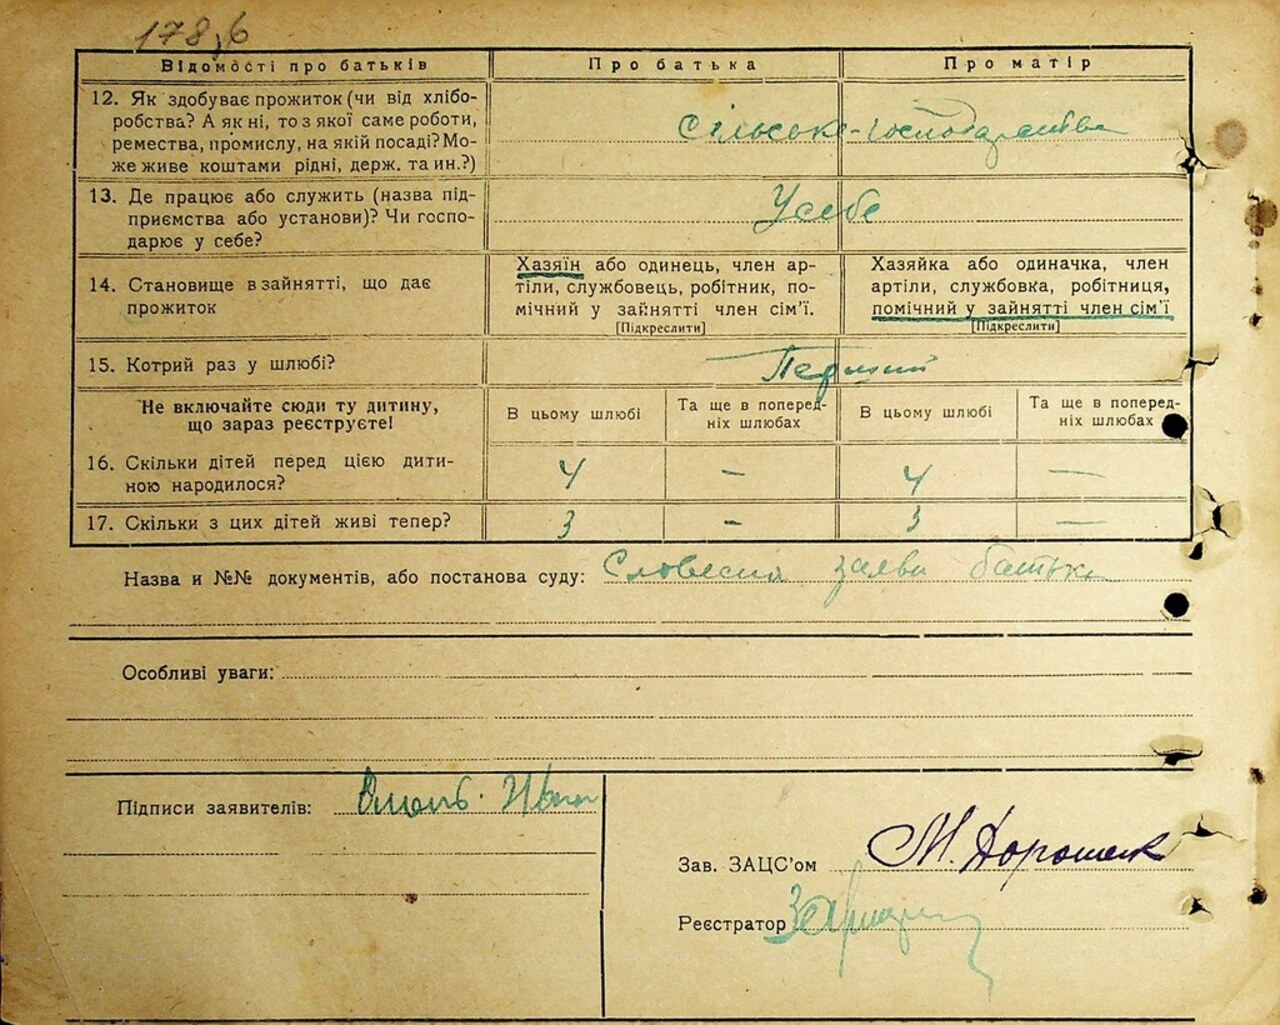 178,6
Відомості про батьків
Про батька
Про матір
12. Як здобуває прожиток (чи від хлібо-
робства? А як ні, то з якої саме роботи,
ремества, промислу, на якій посаді? Мо-
же живе коштами рідні, держ. та ин.?)
Сільське-господарство
13. Де працює або служить (назва під-
приємства або установи)? Чи госпо-
дарює у себе?
У себе
14. Становище в зайнятті, що дає
прожиток
Хазяїн або одинець, член ар-
тілі, службовець, робітник, по-
мічний у зайнятті член сім’ї.
[Підкреслити]
Хазяйка або одиначка, член
артіли, службовка, робітниця,
помічний у зайнятті член сім’ї
[Підкреслити]
15. Котрий раз у шлюбі?
Перший
Не включайте сюди ту дитину,
що зараз реєструєте!
В цьому шлюбі
Та ще в поперед-
ніх шлюбах
В цьому шлюбі
Та ще в поперед-
ніх шлюбах
16. Скільки дітей перед цією дити-
ною народилося?
4 – 4 —
17. Скільки з цих дітей живі тепер?
3 – 3 —
Назва и №№ документів, або постанова суду: Словесна заява батька
Особливі уваги:
Підписи заявителів:
Зав. ЗАЦС’ом М. Дорошенк
Реєстратор